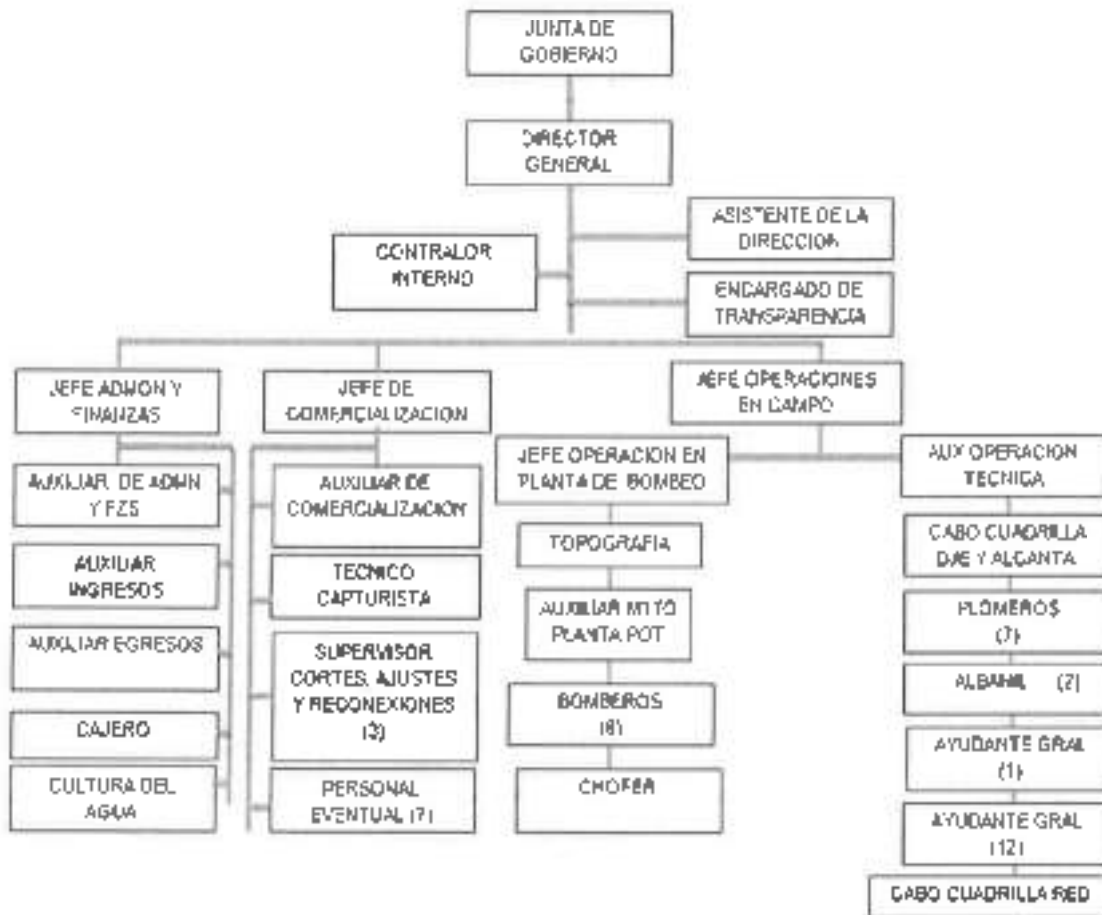 JUNTA DE
GOBIERNO
DIRECTOR
GENERAL
ASISTENTE DE LA
DIRECCION
CONTRALOR
INTERNO
ENCARGADO DE
TRANSPARENCIA
JEFE ADMON Y
FINANZAS
JEFE DE
COMERCIALIZACION
JEFE OPERACIONES
EN CAMPO
JEFE OPERACION EN
PLANTA DE BOMBEO
AUX OPERACION
TECNICA
AUXILIAR DE ADMN
Y FZS
AUXILIAR
INGRESOS
AUXILIAR EGRESOS
CAJERO
CULTURA DEL
AGUA
AUXILIAR DE
COMERCIALIZACION
TECNICO
CAPTURISTA
SUPERVISOR
CORTES, AJUSTES
Y RECONEXIONES
(3)
PERSONAL
EVENTUAL (7)
TOPOGRAFIA
AUXILIAR MTTO
PLANTA POT
BOMBEROS
(6)
CHOFER
CABO CUADRILLA
Y ALCANTA
PLOMEROS
(7)
ALBAÑIL (2)
AYUDANTE GRAL
(1)
AYUDANTE GRAL
(12)
CABO CUADRILLA RED